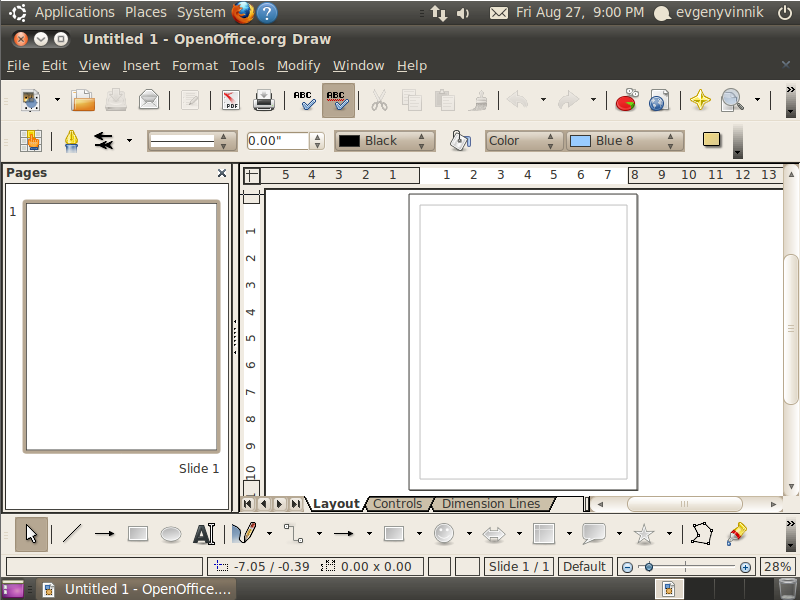 Applications Places System ? Fri Aug 27, 9:00 PM evgenyvinnik
Untitled 1 - OpenOffice.org Draw
File Edit View Insert Format Tools Modify Window Help
PDF ABC ABC
0.00" Black Color Blue 8
Pages
5 4 3 2 1 1 2 3 4 5 6 7 8 9 10 11 12 13
1
1 2 3 4 5 6 7 8 9 10
Slide 1
Layout Controls Dimension Lines
A
-7.05 / -0.39 0.00 x 0.00 Slide 1 / 1 Default 28%
Untitled 1 - OpenOffice....